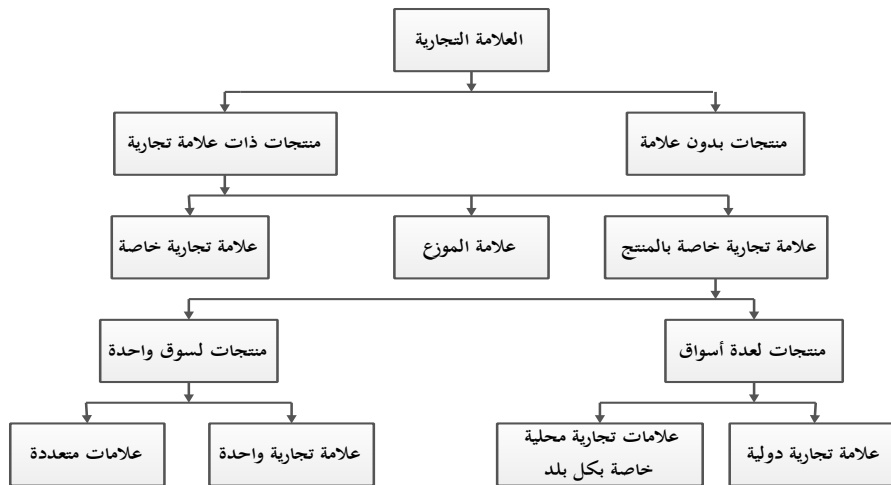 العلامة التجارية
منتجات بدون علامة
منتجات ذات علامة تجارية
علامة تجارية خاصة بالمنتج
علامة الموزع
علامة تجارية خاصة
منتجات لعدة أسواق
منتجات لسوق واحدة
علامة تجارية دولية
علامات تجارية محلية
خاصة بكل بلد
علامة تجارية واحدة
علامات متعددة